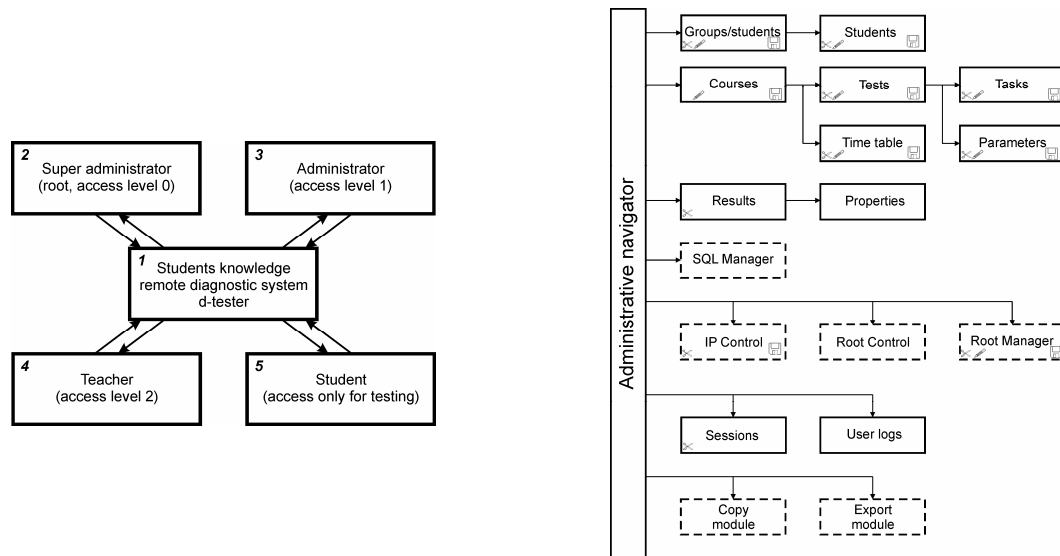 2
Super administrator
(root, access level 0)
3
Administrator
(access level 1)
1
Students knowledge
remote diagnostic system
d-tester
4
Teacher
(access level 2)
5
Student
(access only for testing)
Administrative navigator
Groups/students
Students
Courses
Tests
Tasks
Time table
Parameters
Results
Properties
SQL Manager
IP Control
Root Control
Root Manager
Sessions
User logs
Copy
module
Export
module